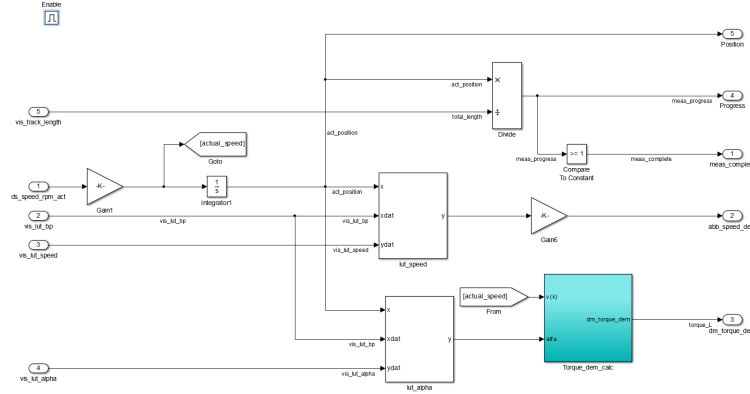 Enable
5
Position
act_position
×
÷
Divide
5
vis_track_length
total_length
meas_progress
4
Progress
[actual_speed]
Goto
act_position
meas_progress
>= 1
Compare
To Constant
meas_complete
1
meas_comple
1
ds_speed_rpm_act
-K-
Gain1
1
s
Integrator1
act_position
x
2
vis_lut_bp
vis_lut_bp
vis_lut_bp
xdat
y
-K-
Gain6
2
abb_speed_de
3
vis_lut_speed
vis_lut_speed
ydat
lut_speed
[actual_speed]
From
v.(k)
x
dm_torque_dem
torque_L
3
dm_torque_de
vis_lut_bp
xdat
y
alfa
Torque_dem_calc
4
vis_lut_alpha
vis_lut_alpha
ydat
lut_alpha